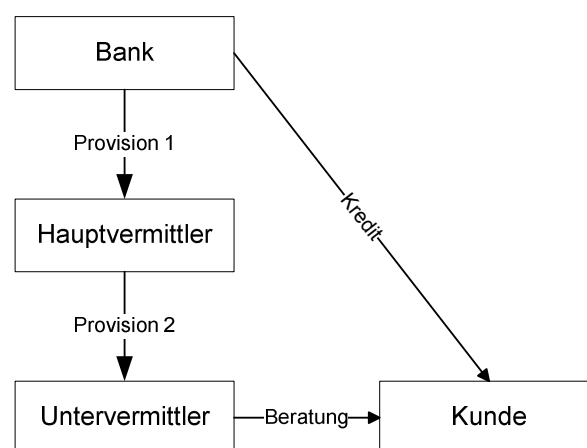 Bank
Provision 1
Hauptvermittler
Kredit
Provision 2
Untervermittler
Beratung
Kunde